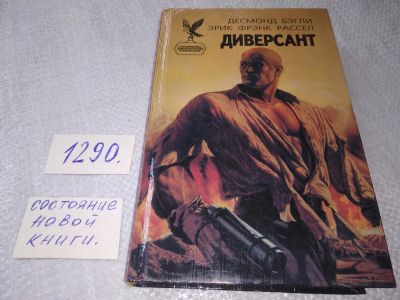 ДЕСМОНД БЭГЛИ
ЭРИК ФРЭНК РАССЕЛ
ДИВЕРСАНТ
1290.
состояние
новой
книги.